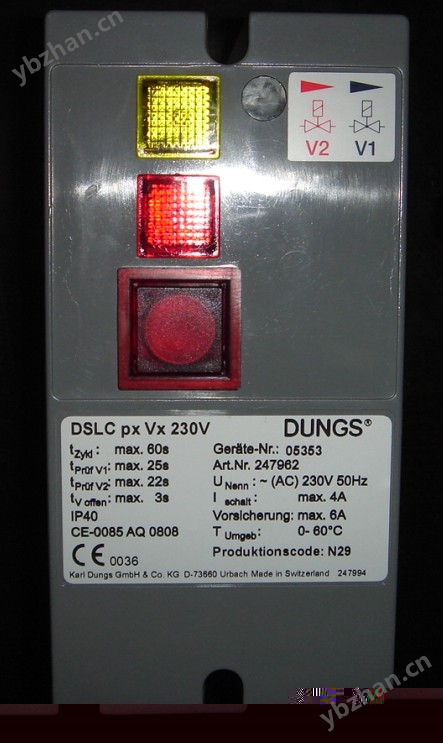 ybzhan.cn
V2 V1
DSLC px Vx 230V DUNGS®
tZykl : max. 60s Geräte-Nr.: 05353
tPrüf V1: max. 25s Art.Nr. 247962
tPrüf V2: max. 22s U Nenn : ~ (AC) 230V 50Hz
tV offen: max. 3s I schalt : max. 4A
IP40 Vorsicherung: max. 6A
CE-0085 AQ 0808 T Umgeb: 0- 60°C
CE 0036 Produktionscode: N29
Karl Dungs GmbH & Co. KG D-73660 Urbach Made in Switzerland 247994
ybzhan.cn